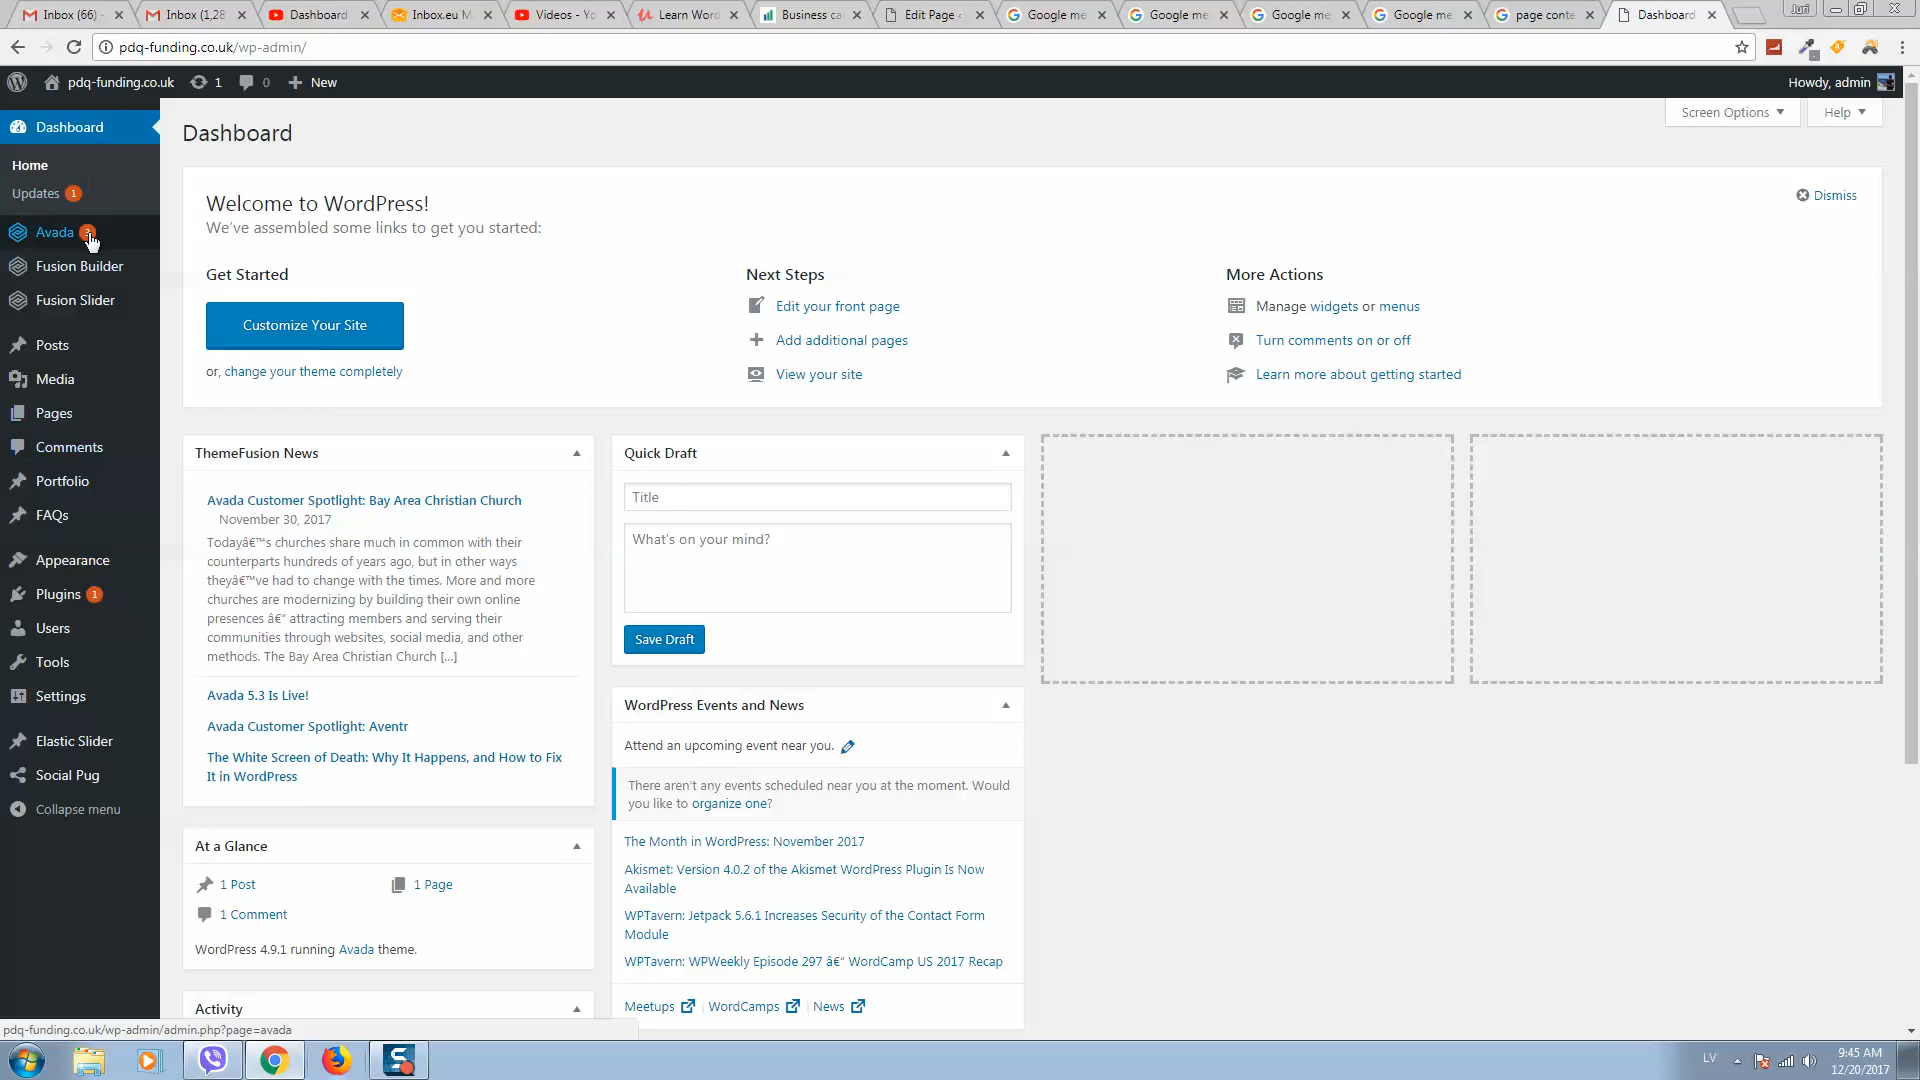 Inbox (66)
Inbox (1,28
Dashboard
Inbox.eu M
Videos - Yo
Learn Wor
Business ca
Edit Page ‹
Google me
Google me
Google me
Google me
page conte
Dashboard
Juri
pdq-funding.co.uk/wp-admin/
pdq-funding.co.uk 1 0 New
Howdy, admin
Dashboard
Home
Updates 1
Avada
Fusion Builder
Fusion Slider
Posts
Media
Pages
Comments
Portfolio
FAQs
Appearance
Plugins 1
Users
Tools
Settings
Elastic Slider
Social Pug
Collapse menu
Screen Options
Help
Dashboard
Welcome to WordPress!
We've assembled some links to get you started:
Dismiss
Get Started
Customize Your Site
or, change your theme completely
Next Steps
Edit your front page
Add additional pages
View your site
More Actions
Manage widgets or menus
Turn comments on or off
Learn more about getting started
ThemeFusion News
Avada Customer Spotlight: Bay Area Christian Church
November 30, 2017
Todayâ€™s churches share much in common with their
counterparts hundreds of years ago, but in other ways
theyâ€™ve had to change with the times. More and more
churches are modernizing by building their own online
presences â€“ attracting members and serving their
communities through websites, social media, and other
methods. The Bay Area Christian Church [...]
Avada 5.3 Is Live!
Avada Customer Spotlight: Aventr
The White Screen of Death: Why It Happens, and How to Fix
It in WordPress
At a Glance
1 Post
1 Page
1 Comment
WordPress 4.9.1 running Avada theme.
Activity
Quick Draft
Title
What's on your mind?
Save Draft
WordPress Events and News
Attend an upcoming event near you.
There aren't any events scheduled near you at the moment. Would
you like to organize one?
The Month in WordPress: November 2017
Akismet: Version 4.0.2 of the Akismet WordPress Plugin Is Now
Available
WPTavern: Jetpack 5.6.1 Increases Security of the Contact Form
Module
WPTavern: WPWeekly Episode 297 â€“ WordCamp US 2017 Recap
Meetups
WordCamps
News
pdq-funding.co.uk/wp-admin/admin.php?page=avada
LV
9:45 AM
12/20/2017